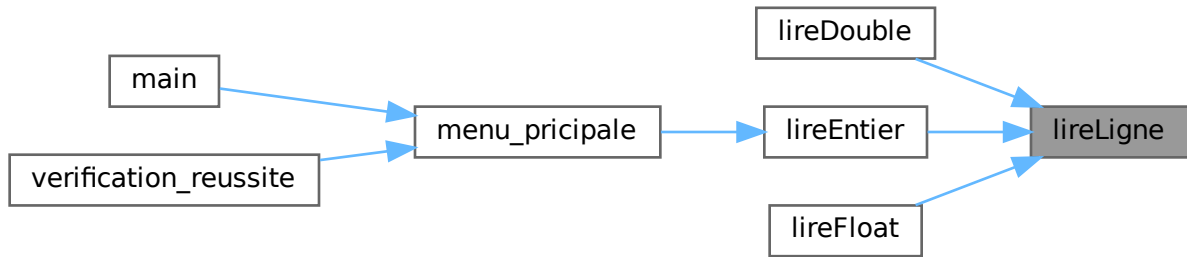 lireDouble
main
menu_pricipale
lireEntier
lireLigne
verification_reussite
lireFloat